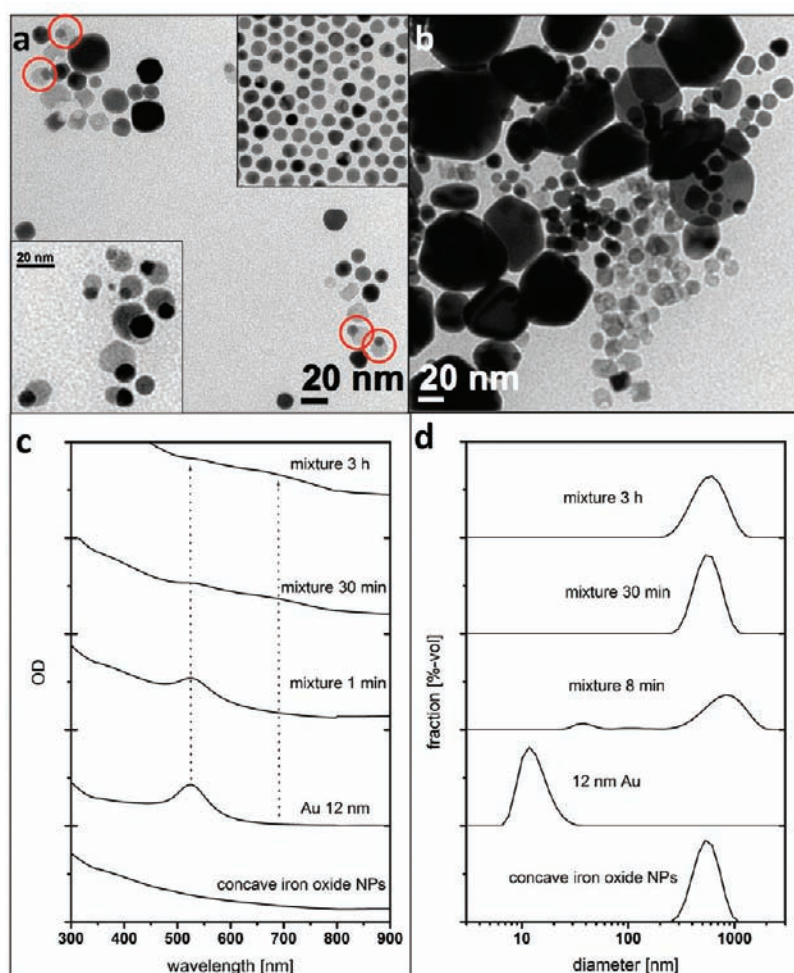 a
20 nm
20 nm
b
20 nm
c
mixture 3 h
mixture 30 min
mixture 1 min
Au 12 nm
concave iron oxide NPs
OD
300 400 500 600 700 800 900
wavelength [nm]
d
mixture 3 h
mixture 30 min
mixture 8 min
12 nm Au
concave iron oxide NPs
fraction [%-vol]
10 100 1000
diameter [nm]